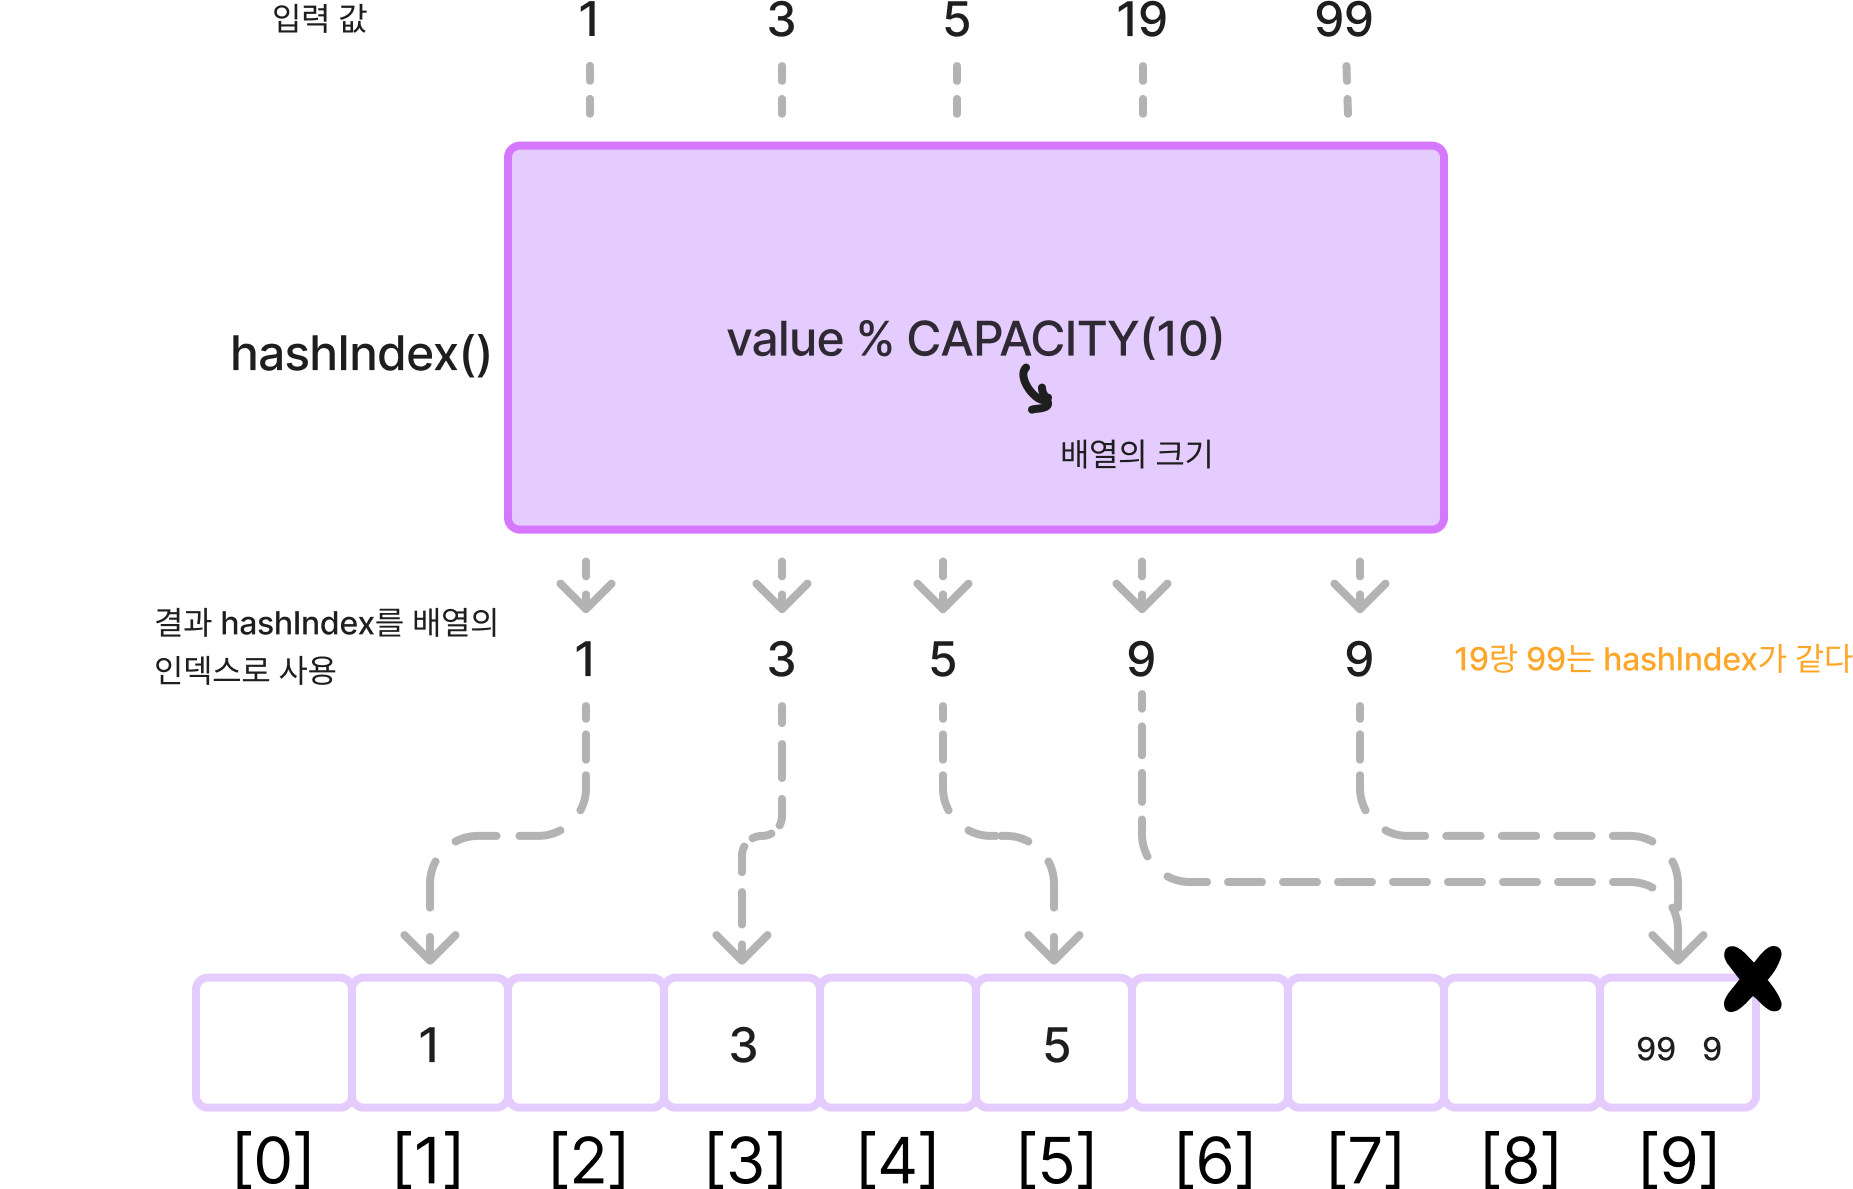 입력 값 1 3 5 19 99
hashIndex()
value % CAPACITY(10)
배열의 크기
결과 hashIndex를 배열의
인덱스로 사용
1 3 5 9 9
19랑 99는 hashIndex가 같다
1 3 5 99 9
[0] [1] [2] [3] [4] [5] [6] [7] [8] [9]